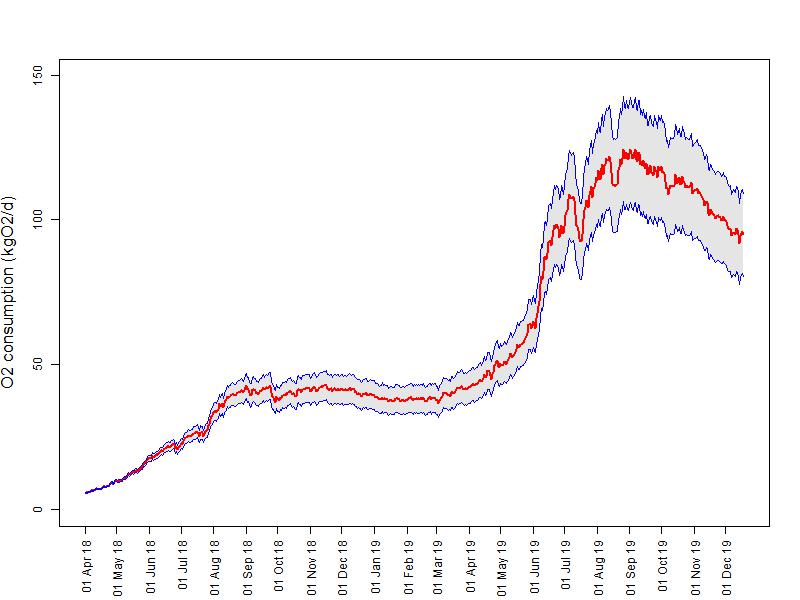 O2 consumption (kgO2/d)
150
100
50
0
01 Apr 18
01 May 18
01 Jun 18
01 Jul 18
01 Aug 18
01 Sep 18
01 Oct 18
01 Nov 18
01 Dec 18
01 Jan 19
01 Feb 19
01 Mar 19
01 Apr 19
01 May 19
01 Jun 19
01 Jul 19
01 Aug 19
01 Sep 19
01 Oct 19
01 Nov 19
01 Dec 19